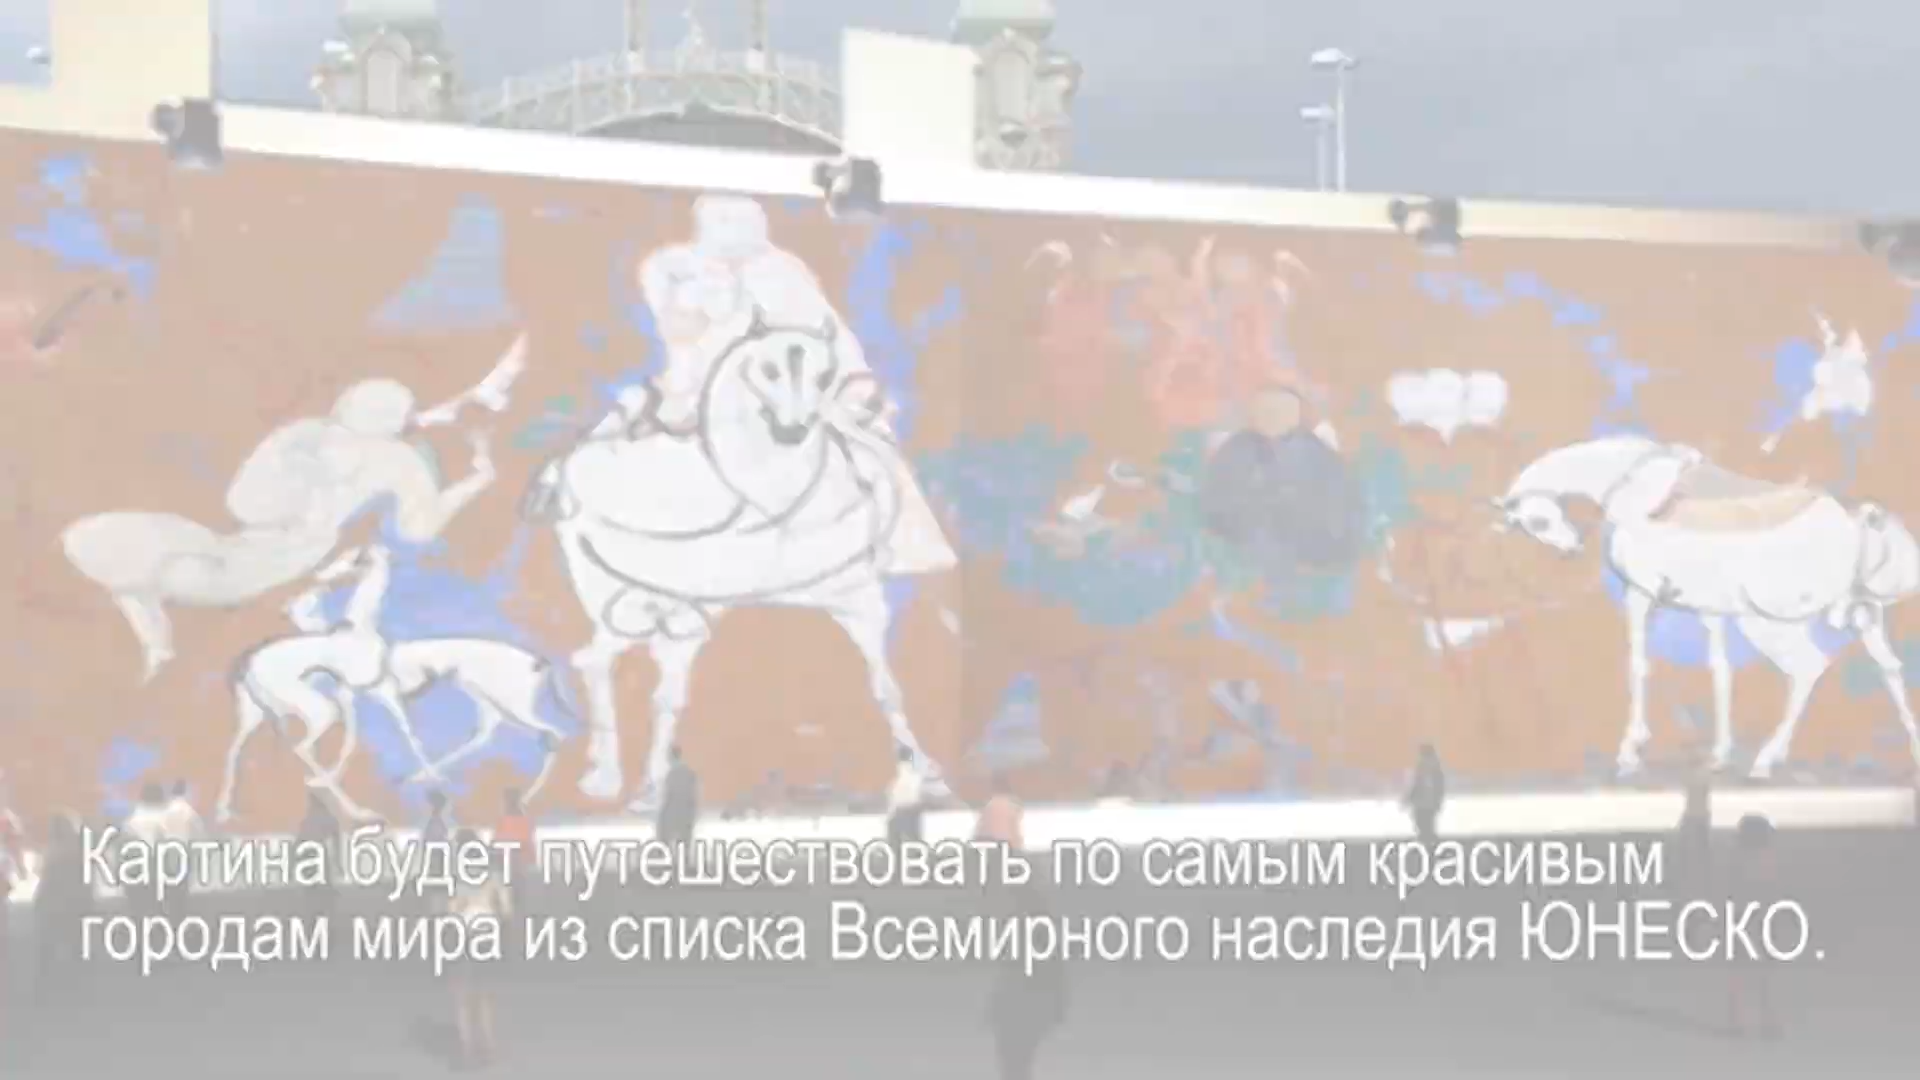 Картина будет путешествовать по самым красивым
городам мира из списка Всемирного наследия ЮНЕСКО.